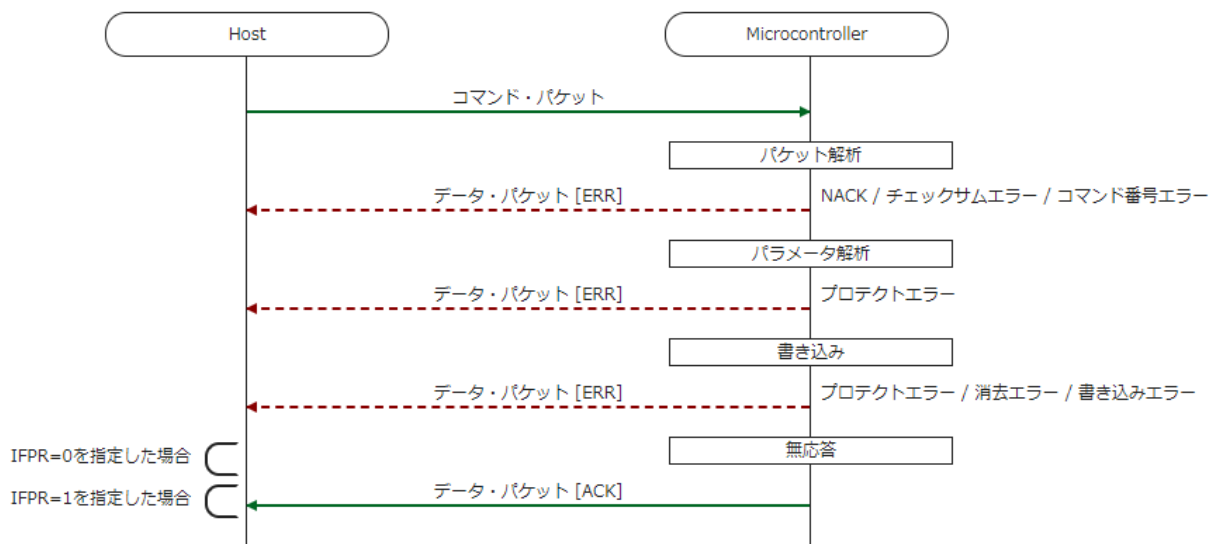 Host
Microcontroller
コマンド・パケット
パケット解析
データ・パケット [ERR]
NACK / チェックサムエラー / コマンド番号エラー
パラメータ解析
データ・パケット [ERR]
プロテクトエラー
書き込み
データ・パケット [ERR]
プロテクトエラー / 消去エラー / 書き込みエラー
IFPR=0を指定した場合
無応答
IFPR=1を指定した場合
データ・パケット [ACK]